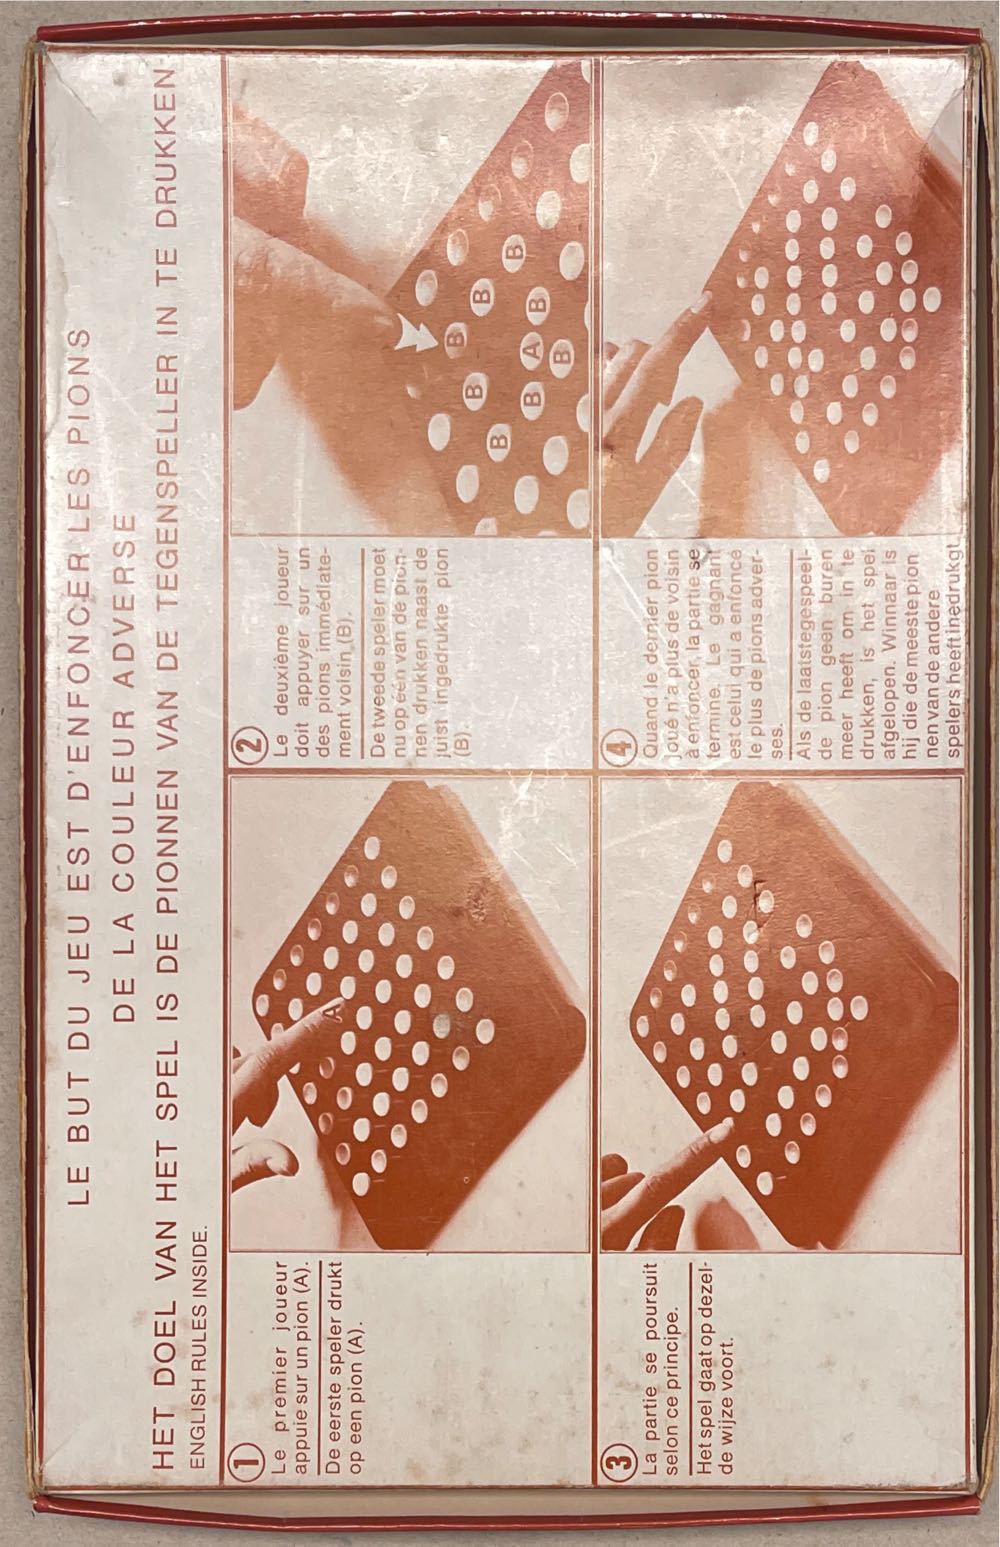 LE BUT DU JEU EST D'ENFONCER LES PIONS
DE LA COULEUR ADVERSE
HET DOEL VAN HET SPEL IS DE PIONNEN VAN DE TEGENSPELLER IN TE DRUKKEN
ENGLISH RULES INSIDE.
1
Le premier joueur
appuie sur un pion (A).
De eerste speler drukt
op een pion (A).
A
2
Le deuxième joueur
doit appuyer sur un
des pions immédiate-
ment voisin (B).
De tweede speler moet
nu op één van de pion-
nen drukken naast de
juist ingedrukte pion
(B).
B
B
B
B
A
B
B
B
B
3
La partie se poursuit
selon ce principe.
Het spel gaat op dezel-
de wijze voort.
4
Quand le dernier pion
joué n'a plus de voisin
à enfoncer, la partie se
termine. Le gagnant
est celui qui a enfoncé
le plus de pions adver-
ses.
Als de laatstegespeel-
de pion geen buren
meer heeft om in te
drukken, is het spel
afgelopen. Winnaar is
hij die de meeste pion
nen van de andere
spelers heeft inedrukgt